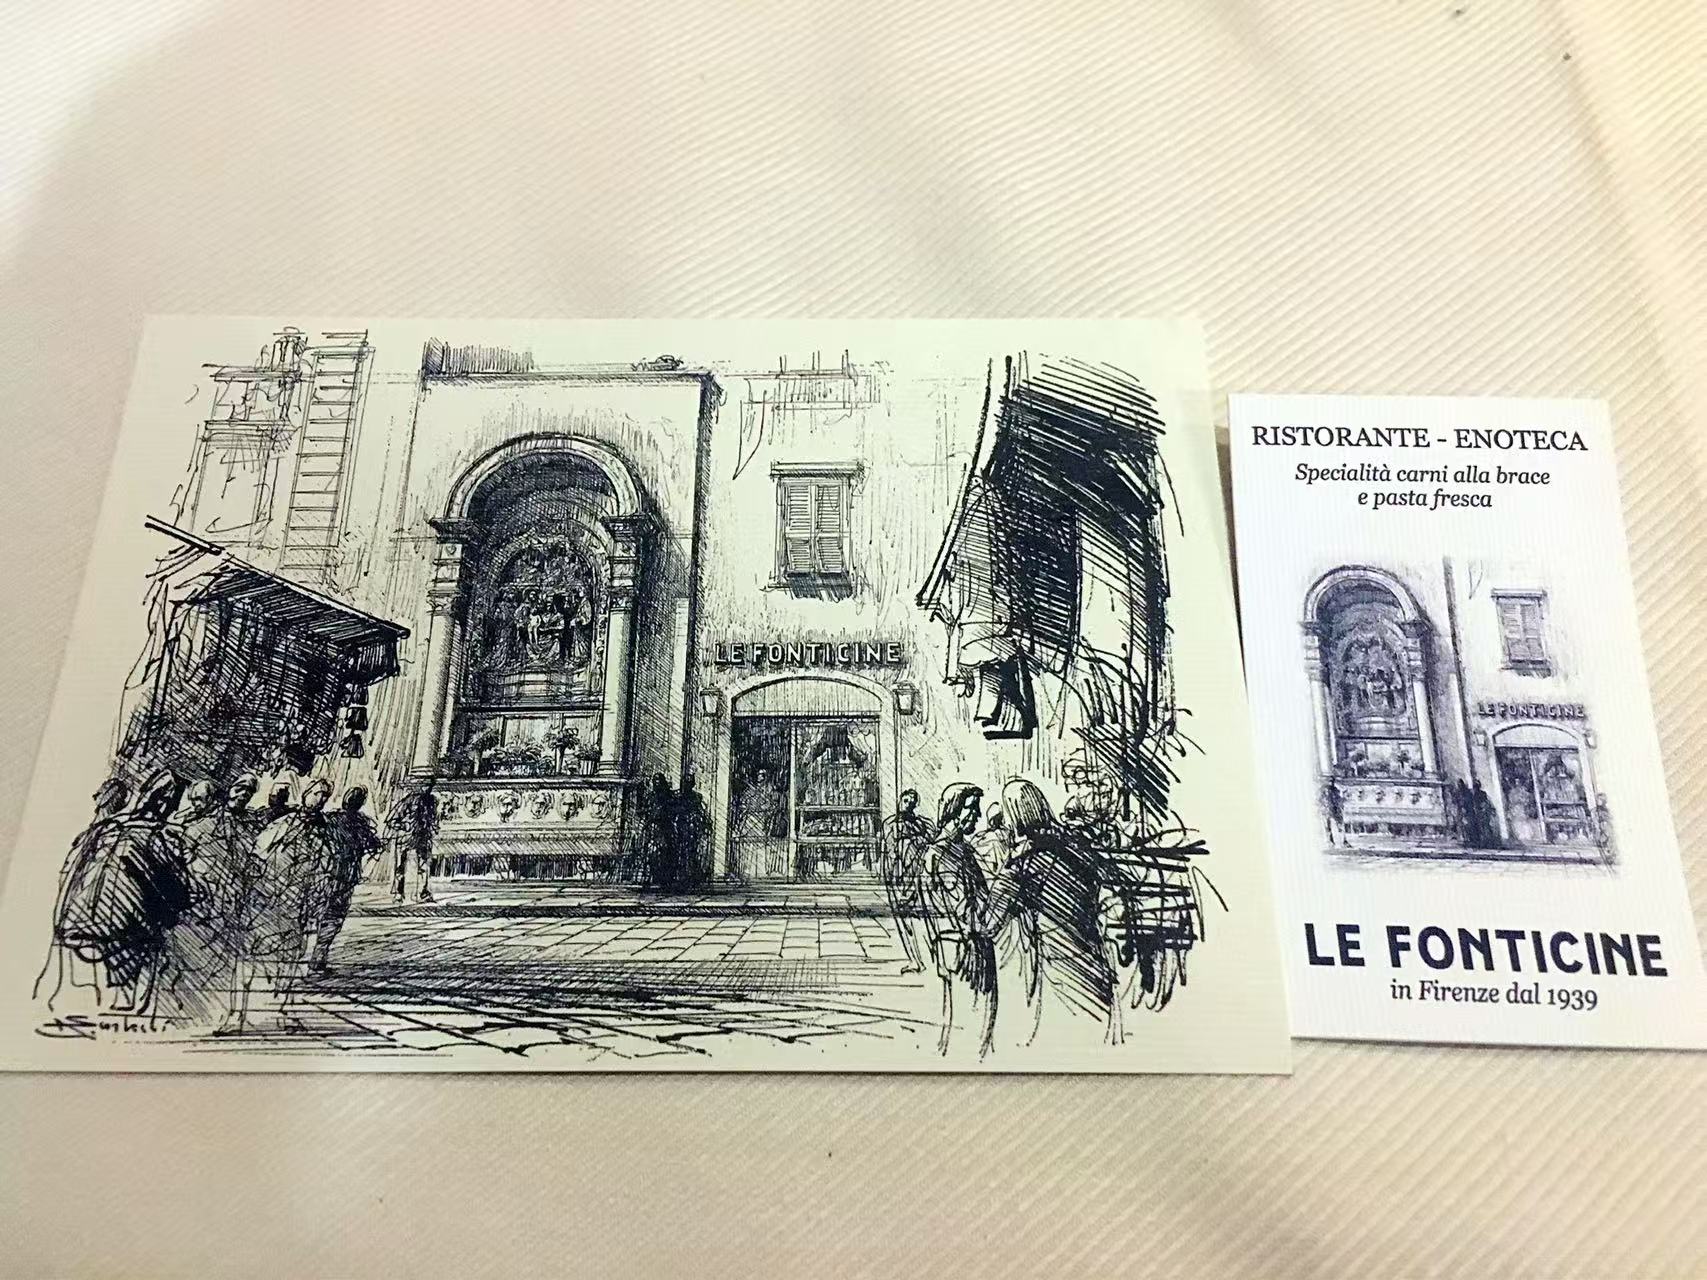 LE FONTICINE
RISTORANTE - ENOTECA
Specialità carni alla brace
e pasta fresca
LE FONTICINE
LE FONTICINE
in Firenze dal 1939